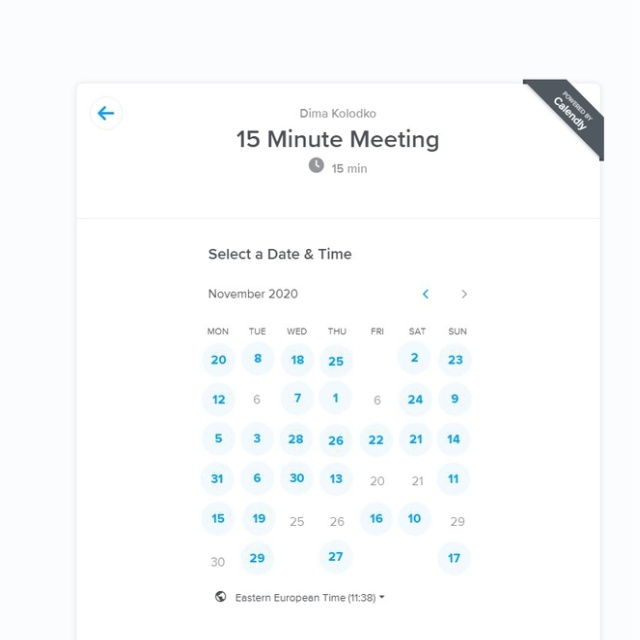 POWERED BY
Calendly
Dima Kolodko
15 Minute Meeting
15 min
Select a Date & Time
November 2020
MON TUE WED THU FRI SAT SUN
20 8 18 25 2 23
12 6 7 1 6 24 9
5 3 28 26 22 21 14
31 6 30 13 20 21 11
15 19 25 26 16 10 29
30 29 27 17
Eastern European Time (11:38)